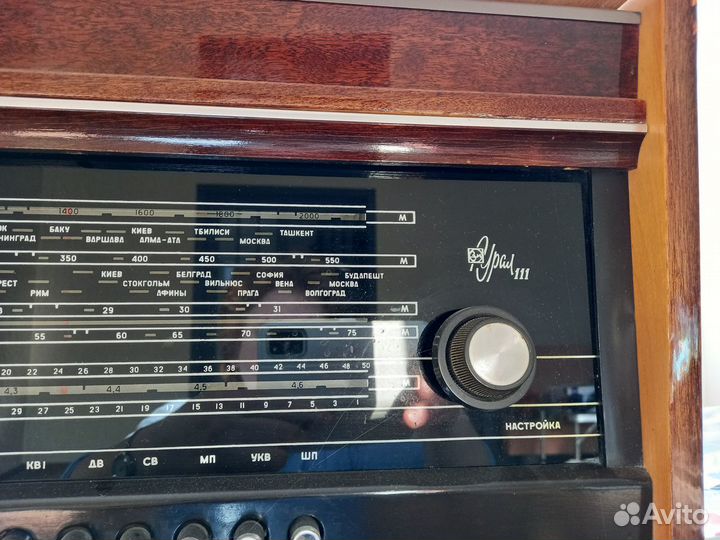 1400 1600 1800 2000 М
БАКУ КИЕВ ТБИЛИСИ ТАШКЕНТ
ВАРШАВА АЛМА-АТА МОСКВА
350 400 450 500 550 М
КИЕВ БЕЛГРАД СОФИЯ БУДАПЕШТ
СТОКГОЛЬМ ВИЛЬНЮС ВЕНА МОСКВА
РИМ АФИНЫ ПРАГА ВОЛГОГРАД
29 30 31 М
55 60 65 70 75 М
20 22 24 26 28 30 32 34 36 38 40 42 44 46 48 50
4,3 4,4 4,5 4,6 М
29 27 25 23 21 19 17 15 13 11 9 7 5 3 1
Урал 111
НАСТРОЙКА
КВ1 ДВ СВ МП УКВ ШП
Avito